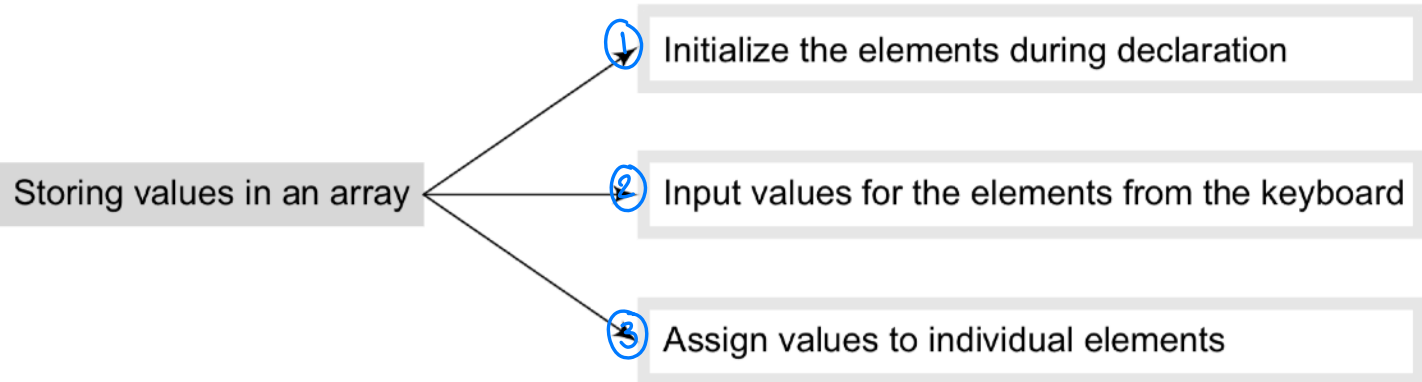 1 Initialize the elements during declaration
Storing values in an array
2 Input values for the elements from the keyboard
3 Assign values to individual elements